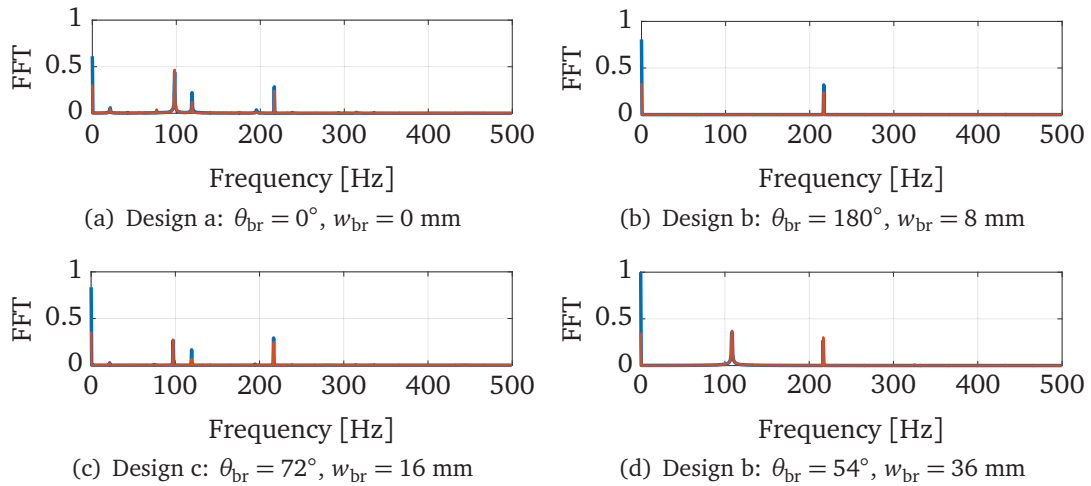 1
0.5
0
FFT
0 100 200 300 400 500
Frequency [Hz]
(a) Design a: θbr = 0°, wbr = 0 mm
1
0.5
0
FFT
0 100 200 300 400 500
Frequency [Hz]
(b) Design b: θbr = 180°, wbr = 8 mm
1
0.5
0
FFT
0 100 200 300 400 500
Frequency [Hz]
(c) Design c: θbr = 72°, wbr = 16 mm
1
0.5
0
FFT
0 100 200 300 400 500
Frequency [Hz]
(d) Design b: θbr = 54°, wbr = 36 mm